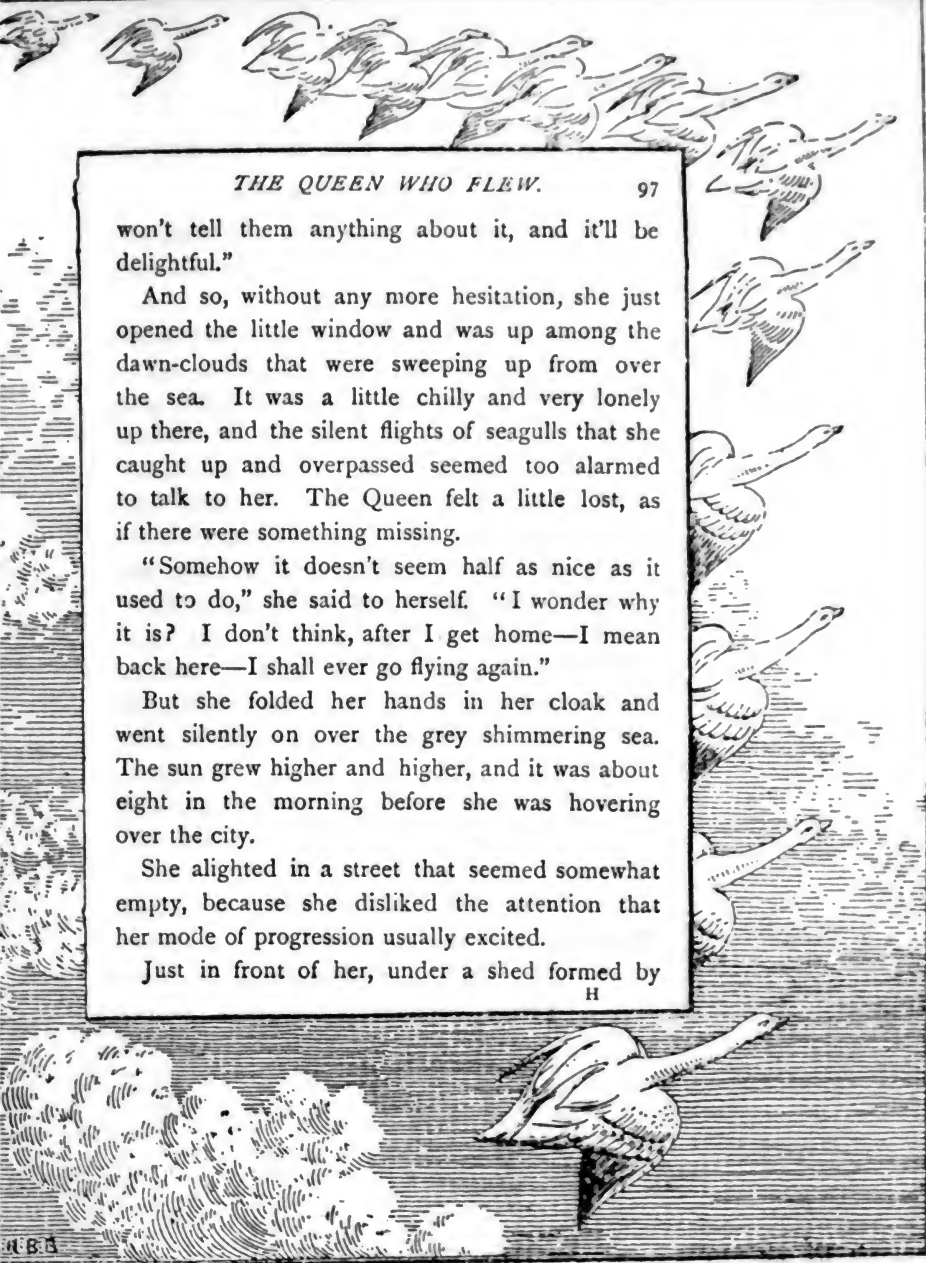 THE QUEEN WHO FLEW. 97
won't tell them anything about it, and it'll be
delightful."
And so, without any more hesitation, she just
opened the little window and was up among the
dawn-clouds that were sweeping up from over
the sea. It was a little chilly and very lonely
up there, and the silent flights of seagulls that she
caught up and overpassed seemed too alarmed
to talk to her. The Queen felt a little lost, as
if there were something missing.
"Somehow it doesn't seem half as nice as it
used to do," she said to herself. "I wonder why
it is? I don't think, after I get home—I mean
back here—I shall ever go flying again."
But she folded her hands in her cloak and
went silently on over the grey shimmering sea.
The sun grew higher and higher, and it was about
eight in the morning before she was hovering
over the city.
She alighted in a street that seemed somewhat
empty, because she disliked the attention that
her mode of progression usually excited.
Just in front of her, under a shed formed by
H